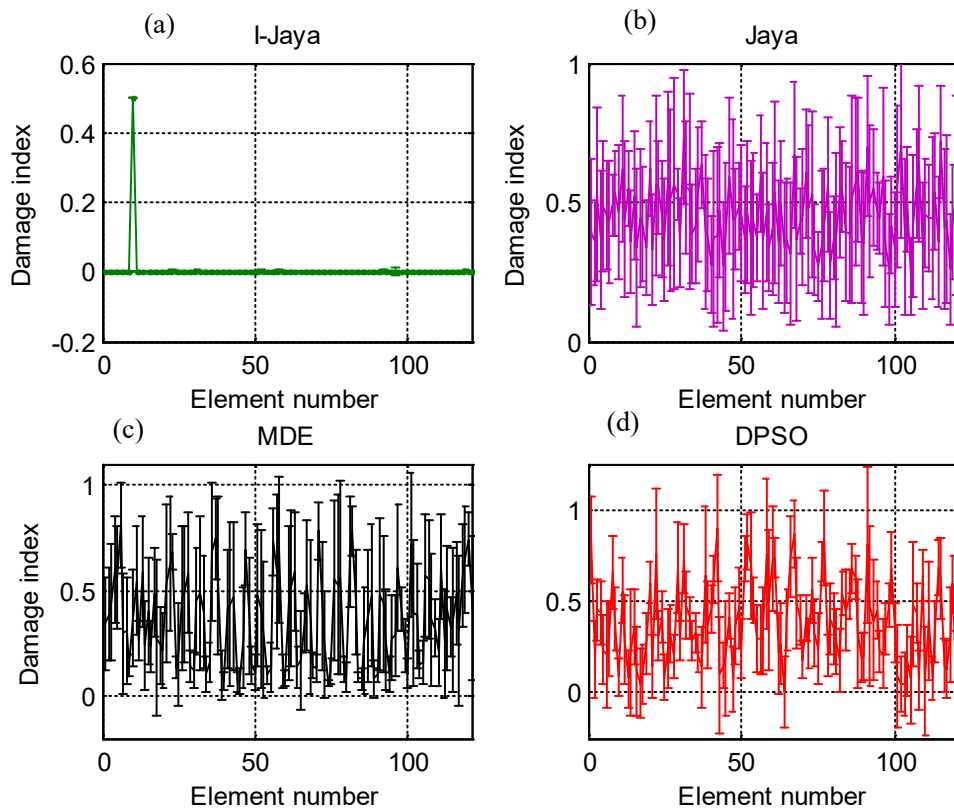 (a)
I-Jaya
0.6
0.4
0.2
0
-0.2
0
50
100
Damage index
Element number
(b)
Jaya
1
0.5
0
0
50
100
Damage index
Element number
(c)
MDE
1
0.5
0
0
50
100
Damage index
Element number
(d)
DPSO
1
0.5
0
0
50
100
Damage index
Element number